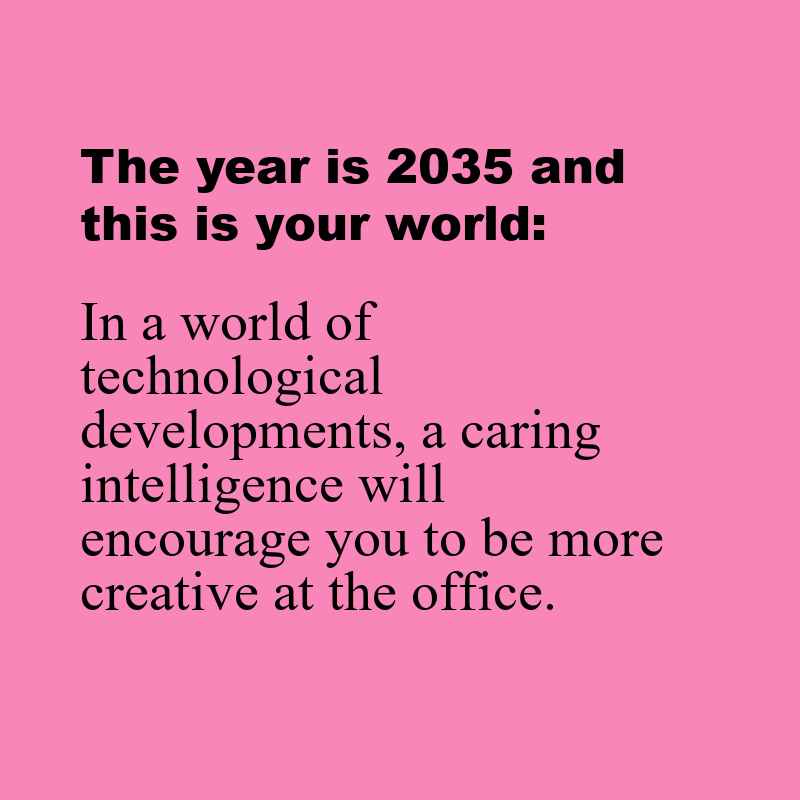 The year is 2035 and
this is your world:
In a world of
technological
developments, a caring
intelligence will
encourage you to be more
creative at the office.